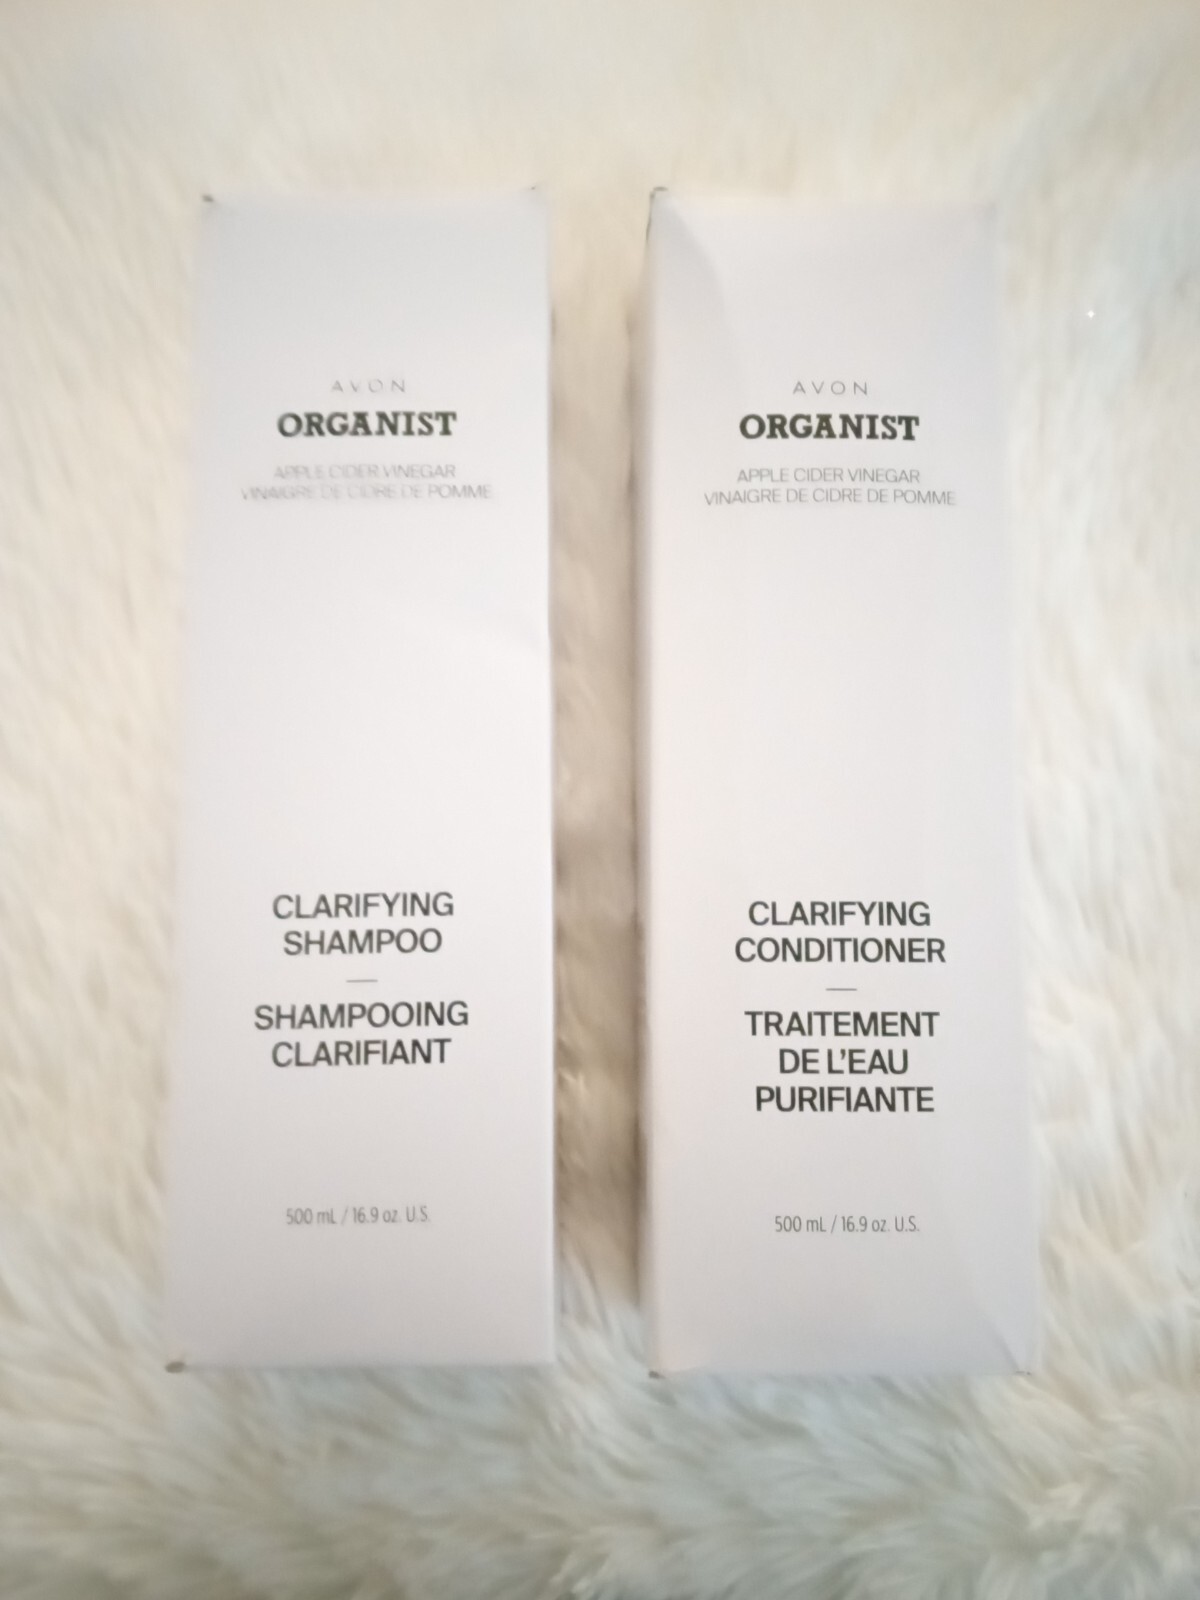 AVON
ORGANIST
APPLE CIDER VINEGAR
VINAIGRE DE CIDRE DE POMME
CLARIFYING
SHAMPOO
SHAMPOOING
CLARIFIANT
500 mL / 16.9 oz. U.S.
AVON
ORGANIST
APPLE CIDER VINEGAR
VINAIGRE DE CIDRE DE POMME
CLARIFYING
CONDITIONER
TRAITEMENT
DE L'EAU
PURIFIANTE
500 mL / 16.9 oz. U.S.